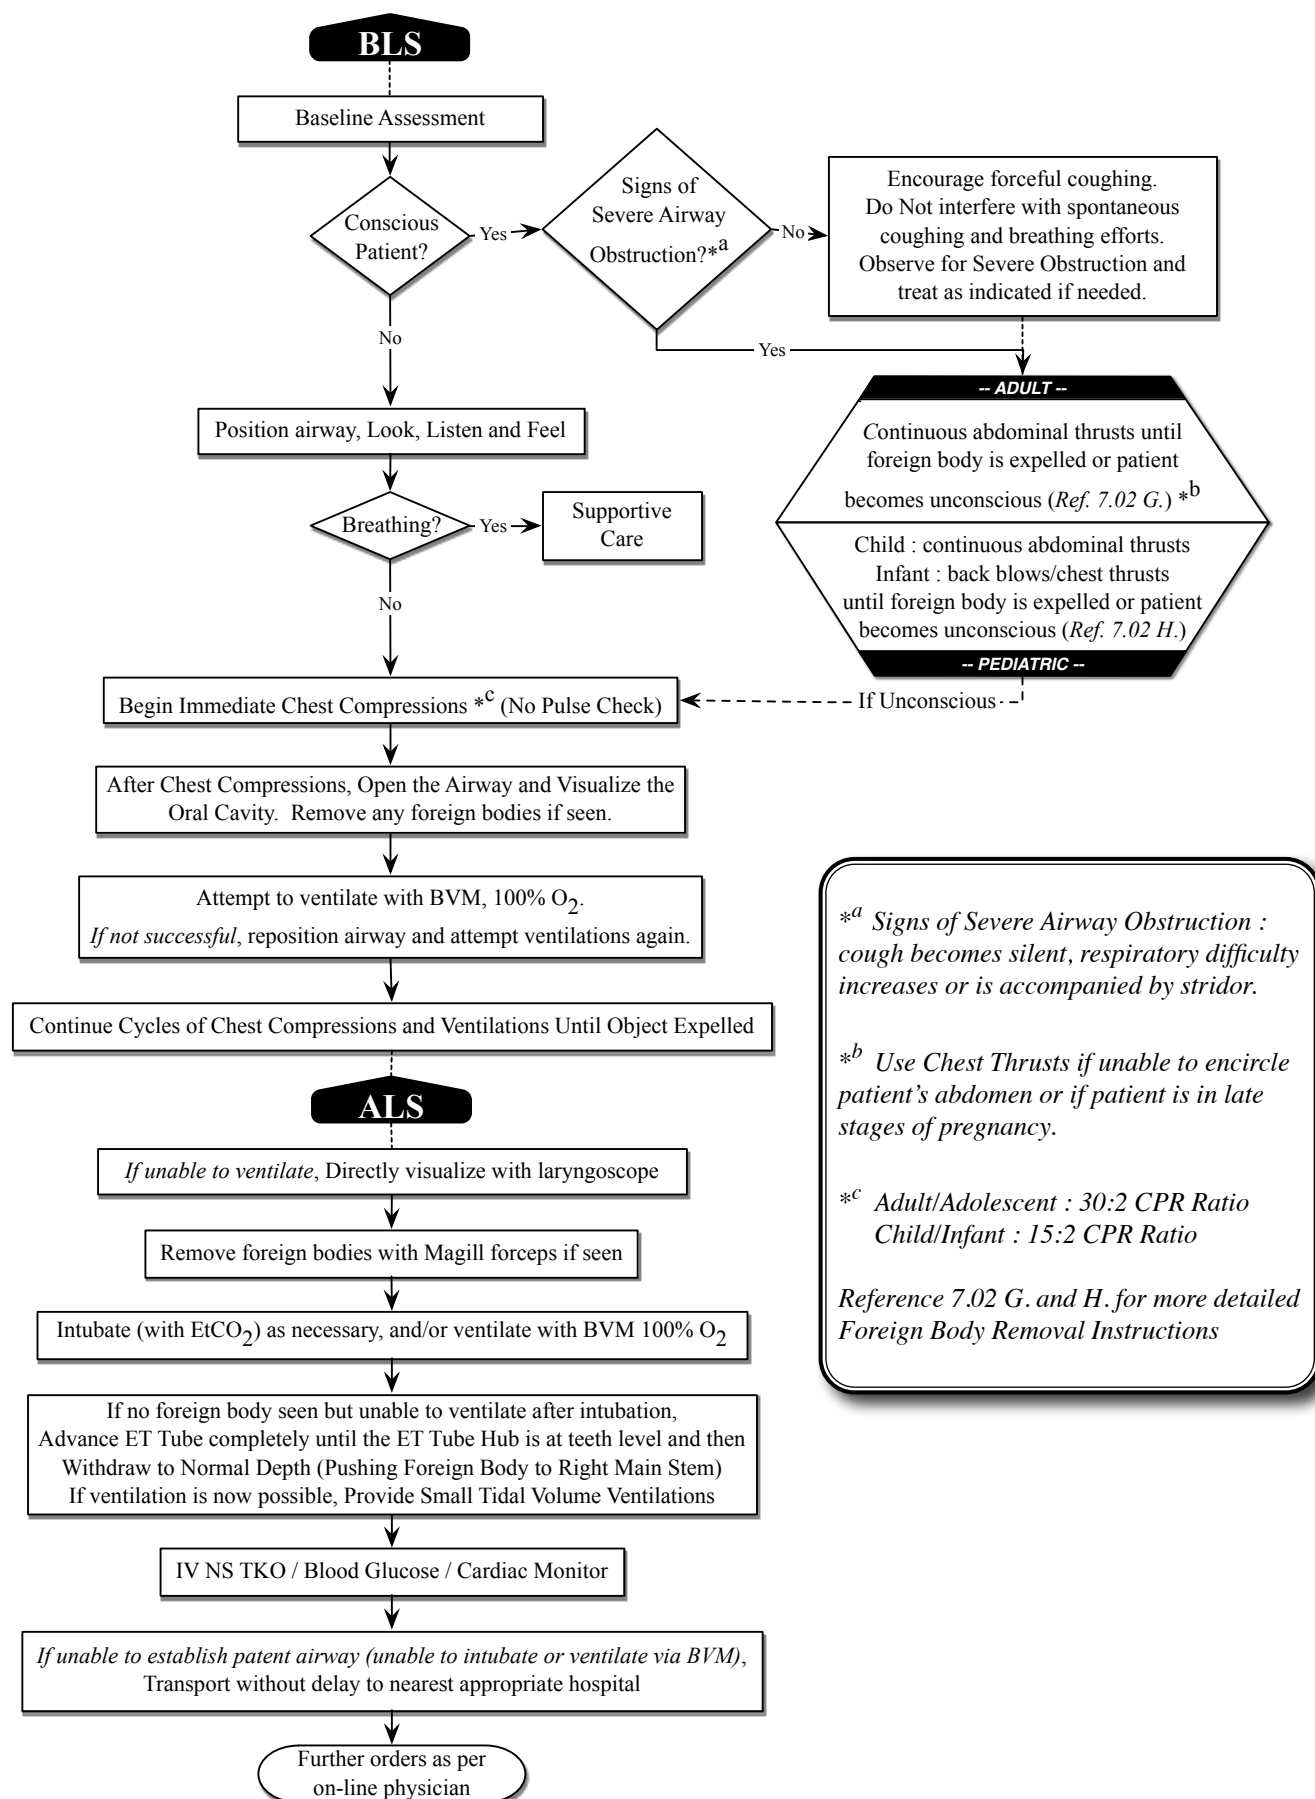 BLS
Baseline Assessment
Conscious
Patient?
Yes
Signs of
Severe Airway
Obstruction?*a
No
Encourage forceful coughing.
Do Not interfere with spontaneous
coughing and breathing efforts.
Observe for Severe Obstruction and
treat as indicated if needed.
Yes
No
-- ADULT --
Continuous abdominal thrusts until
foreign body is expelled or patient
becomes unconscious (Ref. 7.02 G.) *b
Child : continuous abdominal thrusts
Infant : back blows/chest thrusts
until foreign body is expelled or patient
becomes unconscious (Ref. 7.02 H.)
-- PEDIATRIC --
If Unconscious
Position airway, Look, Listen and Feel
Breathing?
Yes
Supportive
Care
No
Begin Immediate Chest Compressions *c (No Pulse Check)
After Chest Compressions, Open the Airway and Visualize the
Oral Cavity.  Remove any foreign bodies if seen.
Attempt to ventilate with BVM, 100% O2.
If not successful, reposition airway and attempt ventilations again.
Continue Cycles of Chest Compressions and Ventilations Until Object Expelled
ALS
If unable to ventilate, Directly visualize with laryngoscope
Remove foreign bodies with Magill forceps if seen
Intubate (with EtCO2) as necessary, and/or ventilate with BVM 100% O2
If no foreign body seen but unable to ventilate after intubation,
Advance ET Tube completely until the ET Tube Hub is at teeth level and then
Withdraw to Normal Depth (Pushing Foreign Body to Right Main Stem)
If ventilation is now possible, Provide Small Tidal Volume Ventilations
IV NS TKO / Blood Glucose / Cardiac Monitor
If unable to establish patent airway (unable to intubate or ventilate via BVM),
Transport without delay to nearest appropriate hospital
Further orders as per
on-line physician
*a Signs of Severe Airway Obstruction :
cough becomes silent, respiratory difficulty
increases or is accompanied by stridor.
*b Use Chest Thrusts if unable to encircle
patient's abdomen or if patient is in late
stages of pregnancy.
*c Adult/Adolescent : 30:2 CPR Ratio
Child/Infant : 15:2 CPR Ratio
Reference 7.02 G. and H. for more detailed
Foreign Body Removal Instructions